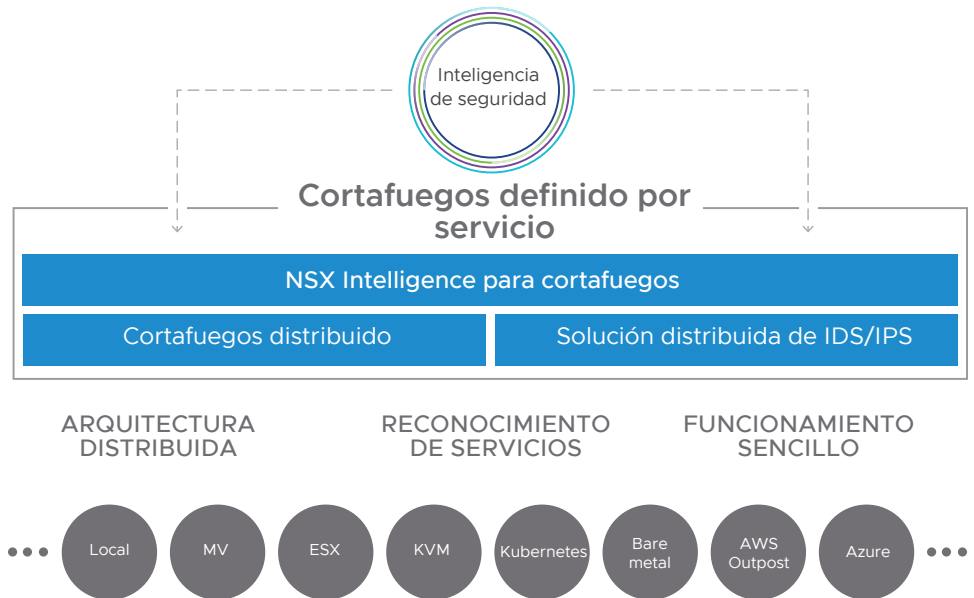 Inteligencia
de seguridad
Cortafuegos definido por
servicio
NSX Intelligence para cortafuegos
Cortafuegos distribuido
Solución distribuida de IDS/IPS
ARQUITECTURA
DISTRIBUIDA
RECONOCIMIENTO
DE SERVICIOS
FUNCIONAMIENTO
SENCILLO
Local
MV
ESX
KVM
Kubernetes
Bare
metal
AWS
Outpost
Azure